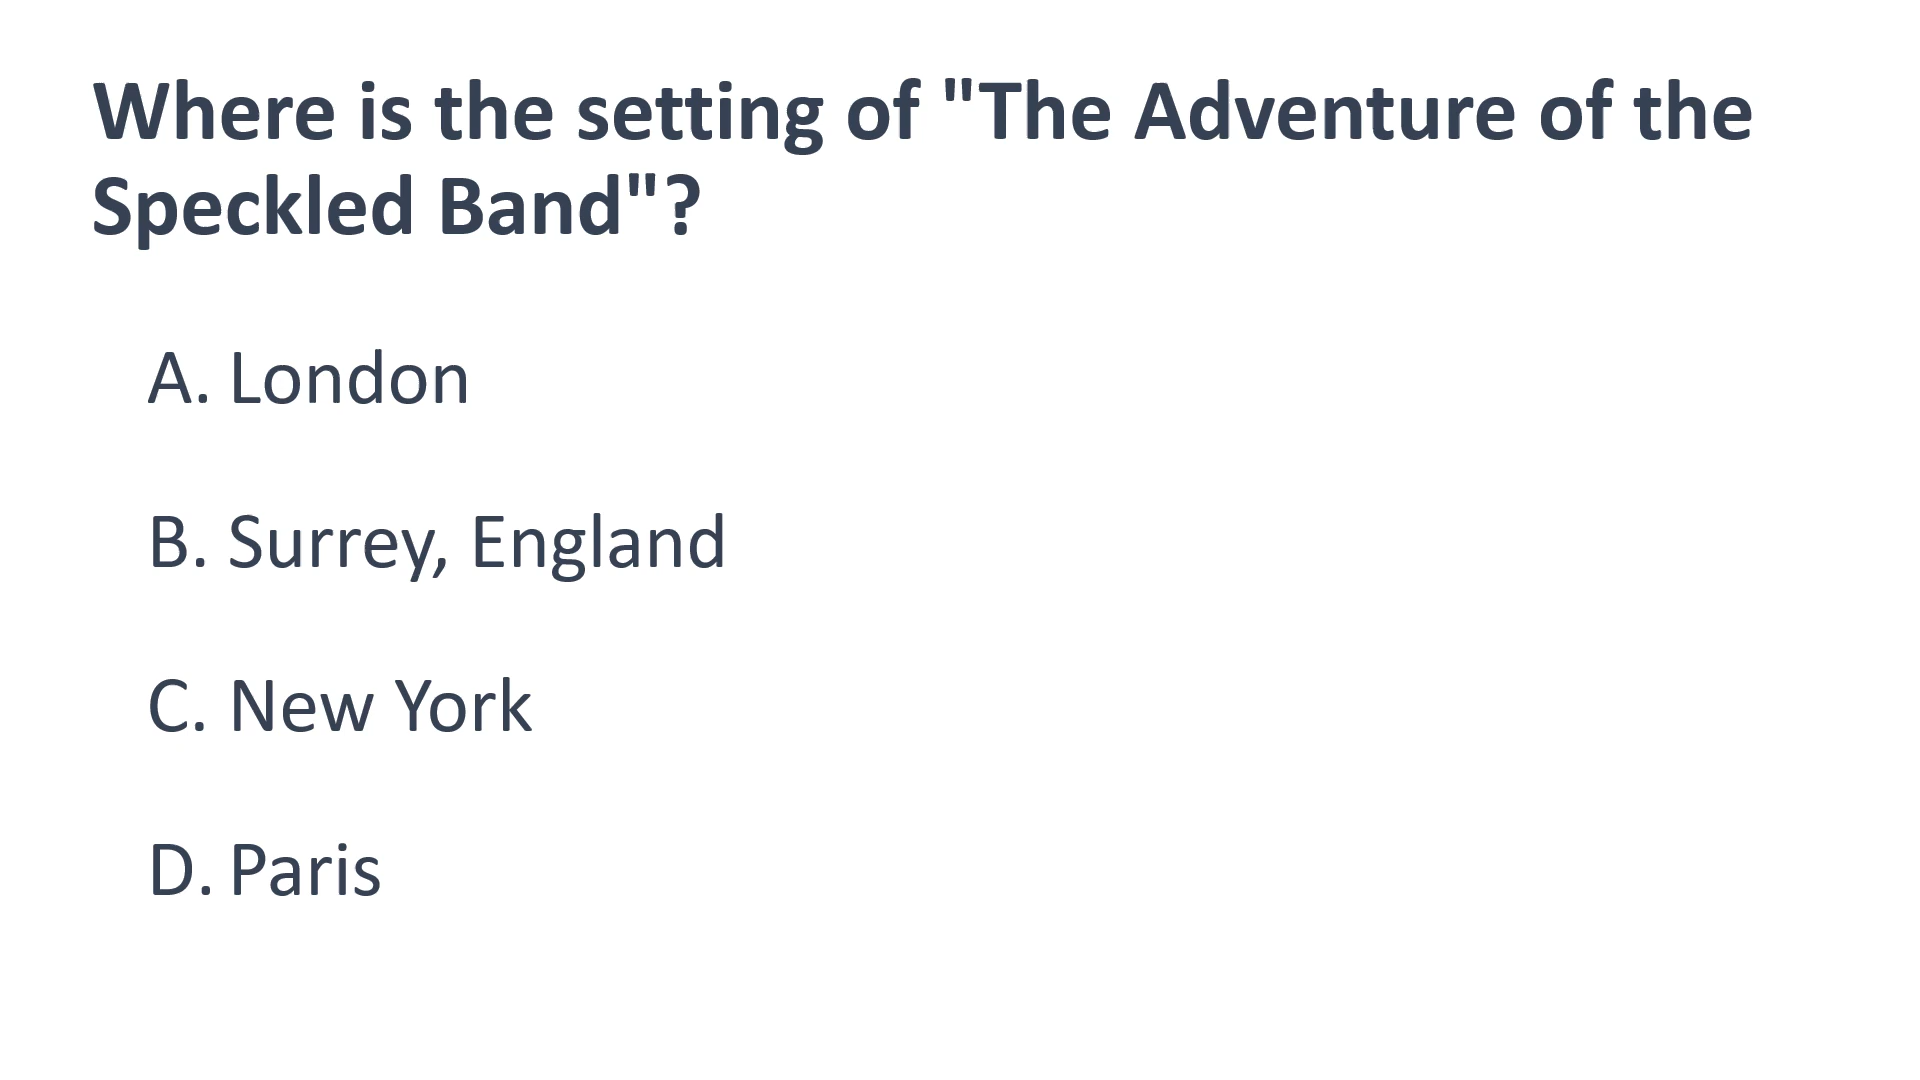 Where is the setting of "The Adventure of the
Speckled Band"?
A. London
B. Surrey, England
C. New York
D. Paris